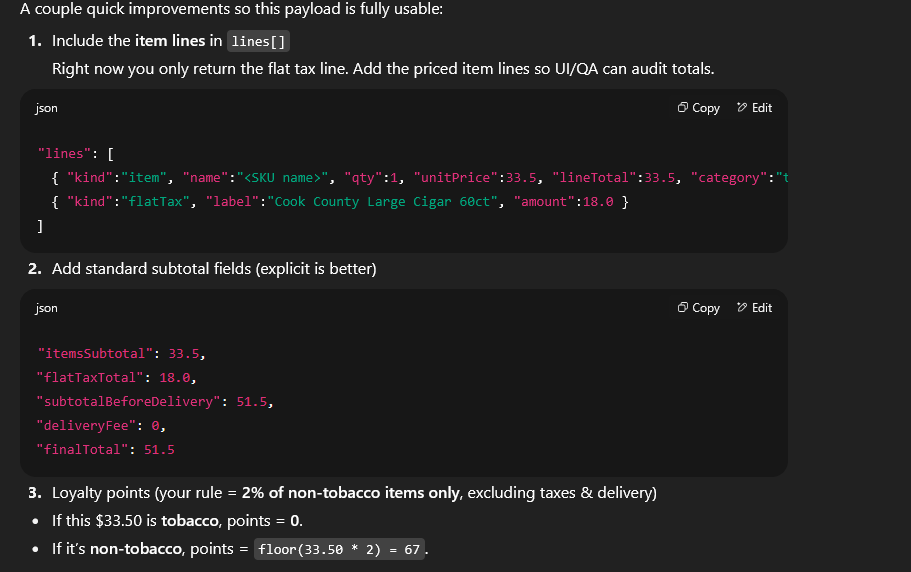 A couple quick improvements so this payload is fully usable:
1. Include the item lines in lines[]
Right now you only return the flat tax line. Add the priced item lines so UI/QA can audit totals.
json
Copy Edit
"lines": [
{ "kind":"item", "name":"<SKU name>", "qty":1, "unitPrice":33.5, "lineTotal":33.5, "category":"t
{ "kind":"flatTax", "label":"Cook County Large Cigar 60ct", "amount":18.0 }
]
2. Add standard subtotal fields (explicit is better)
json
Copy Edit
"itemsSubtotal": 33.5,
"flatTaxTotal": 18.0,
"subtotalBeforeDelivery": 51.5,
"deliveryFee": 0,
"finalTotal": 51.5
3. Loyalty points (your rule = 2% of non-tobacco items only, excluding taxes & delivery)
• If this $33.50 is tobacco, points = 0.
• If it's non-tobacco, points = floor(33.50 * 2) = 67.